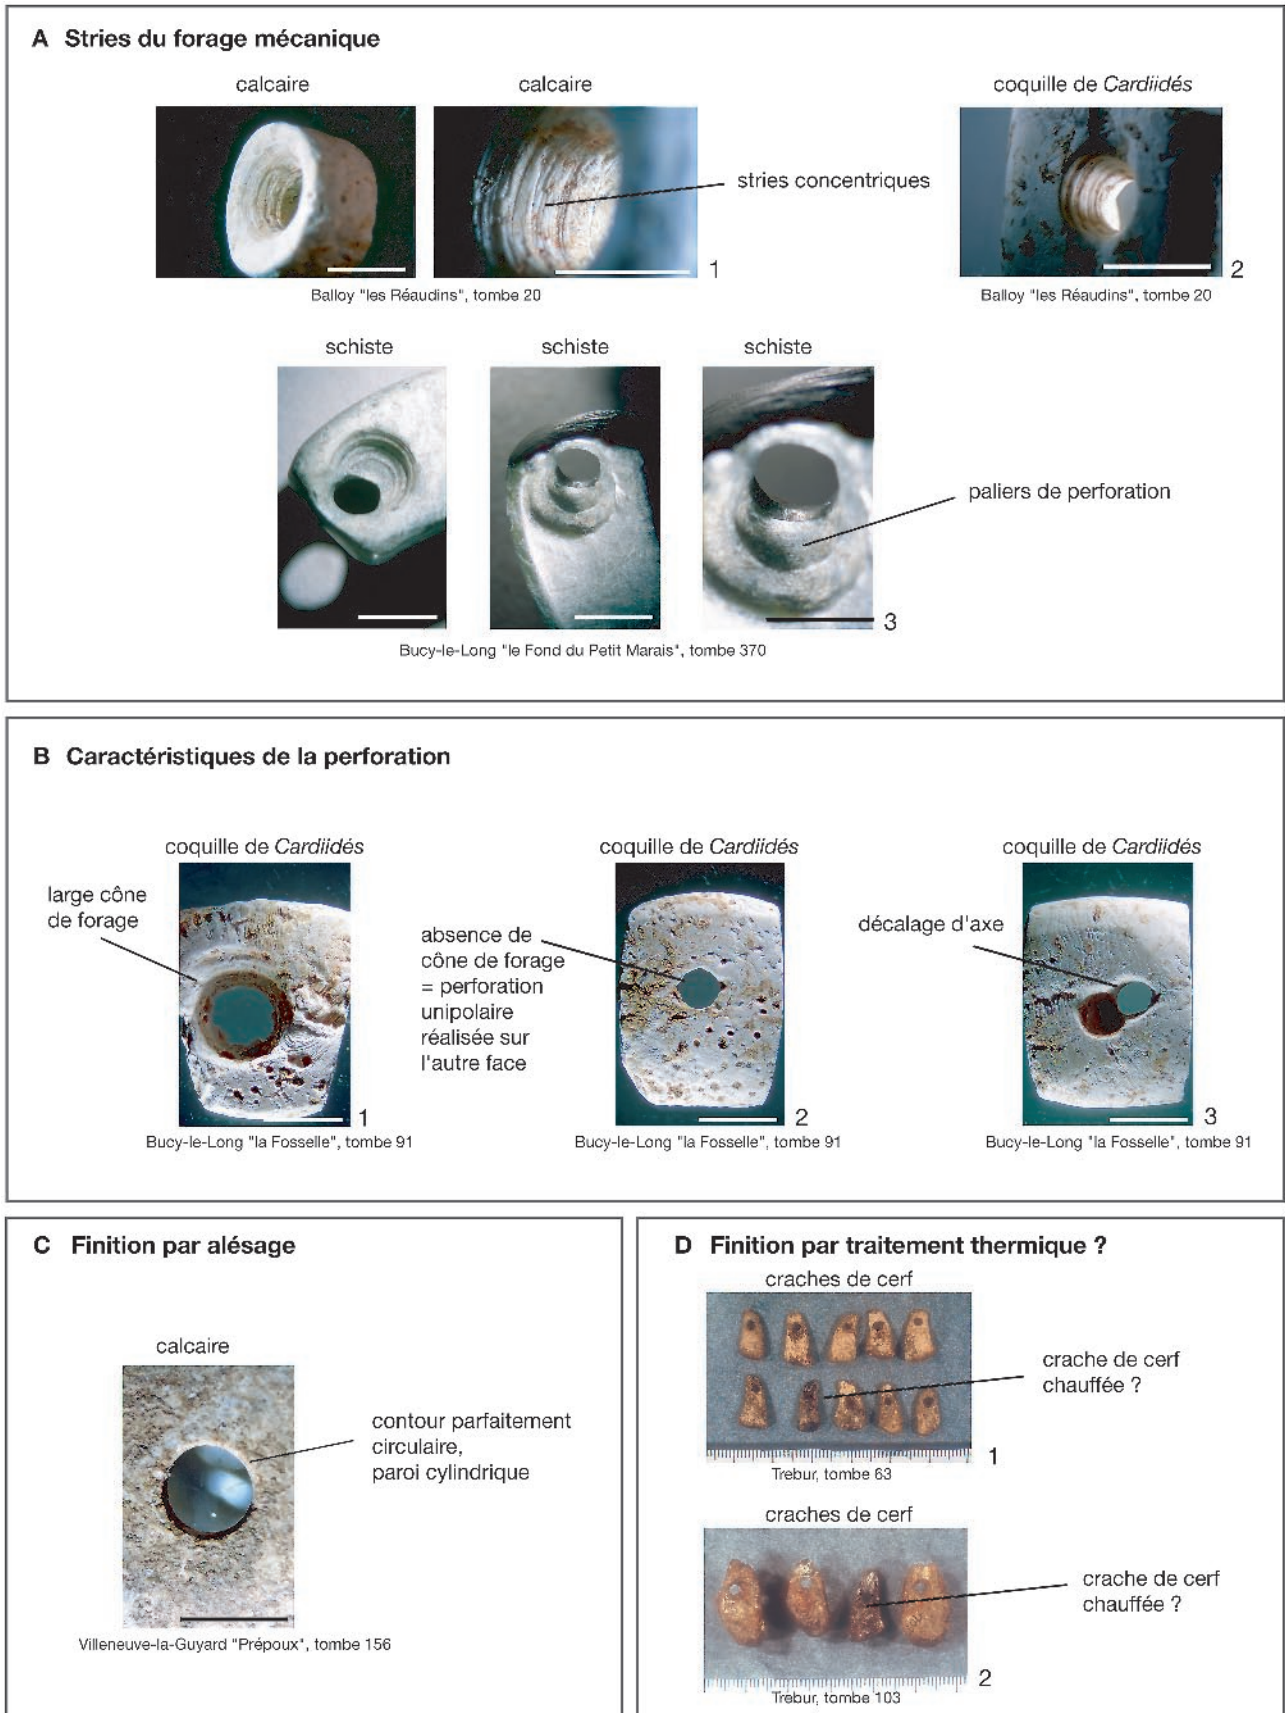 A Stries du forage mécanique
calcaire
calcaire
coquille de Cardiidés
stries concentriques
1
2
Balloy "les Réaudins", tombe 20
Balloy "les Réaudins", tombe 20
schiste
schiste
schiste
paliers de perforation
3
Bucy-le-Long "le Fond du Petit Marais", tombe 370
B Caractéristiques de la perforation
coquille de Cardiidés
coquille de Cardiidés
coquille de Cardiidés
large cône
de forage
absence de
cône de forage
= perforation
unipolaire
réalisée sur
l'autre face
décalage d'axe
1
2
3
Bucy-le-Long "la Fosselle", tombe 91
Bucy-le-Long "la Fosselle", tombe 91
Bucy-le-Long "la Fosselle", tombe 91
C Finition par alésage
calcaire
contour parfaitement
circulaire,
paroi cylindrique
Villeneuve-la-Guyard "Prépoux", tombe 156
D Finition par traitement thermique ?
craches de cerf
crache de cerf
chauffée ?
1
Trebur, tombe 63
craches de cerf
crache de cerf
chauffée ?
2
Trebur, tombe 103